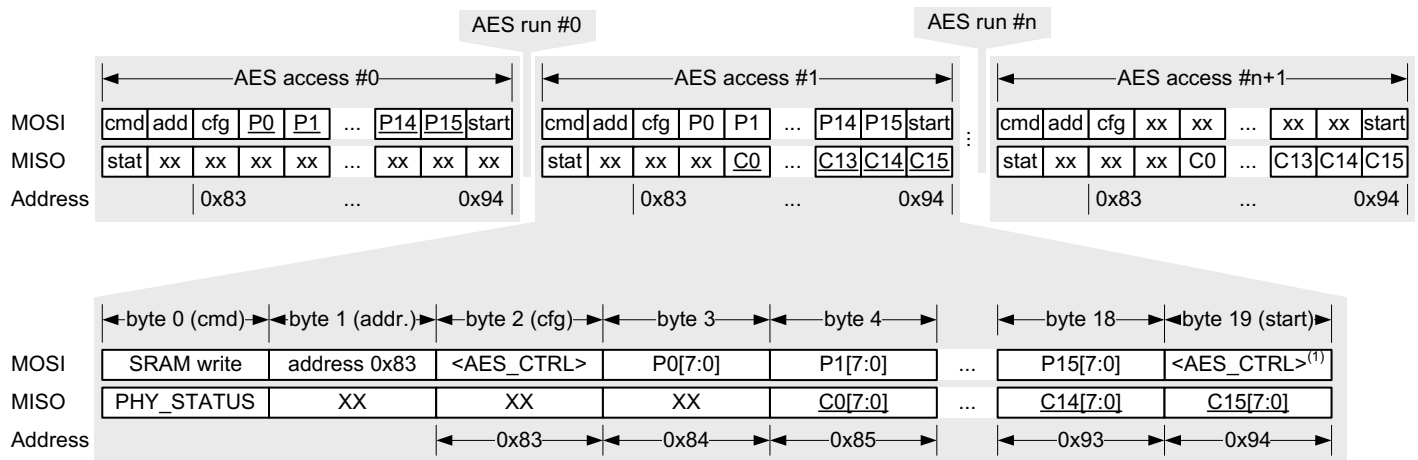 AES run #0 AES run #n
AES access #0 AES access #1 AES access #n+1
MOSI cmd add cfg P0 P1 ... P14 P15 start cmd add cfg P0 P1 ... P14 P15 start ... cmd add cfg xx xx ... xx xx start
MISO stat xx xx xx xx ... xx xx xx stat xx xx xx C0 ... C13 C14 C15 stat xx xx xx C0 ... C13 C14 C15
Address 0x83 ... 0x94 0x83 ... 0x94 0x83 ... 0x94
byte 0 (cmd) byte 1 (addr.) byte 2 (cfg) byte 3 byte 4 byte 18 byte 19 (start)
MOSI SRAM write address 0x83 <AES_CTRL> P0[7:0] P1[7:0] ... P15[7:0] <AES_CTRL>(1)
MISO PHY_STATUS XX XX XX C0[7:0] ... C14[7:0] C15[7:0]
Address 0x83 0x84 0x85 0x93 0x94